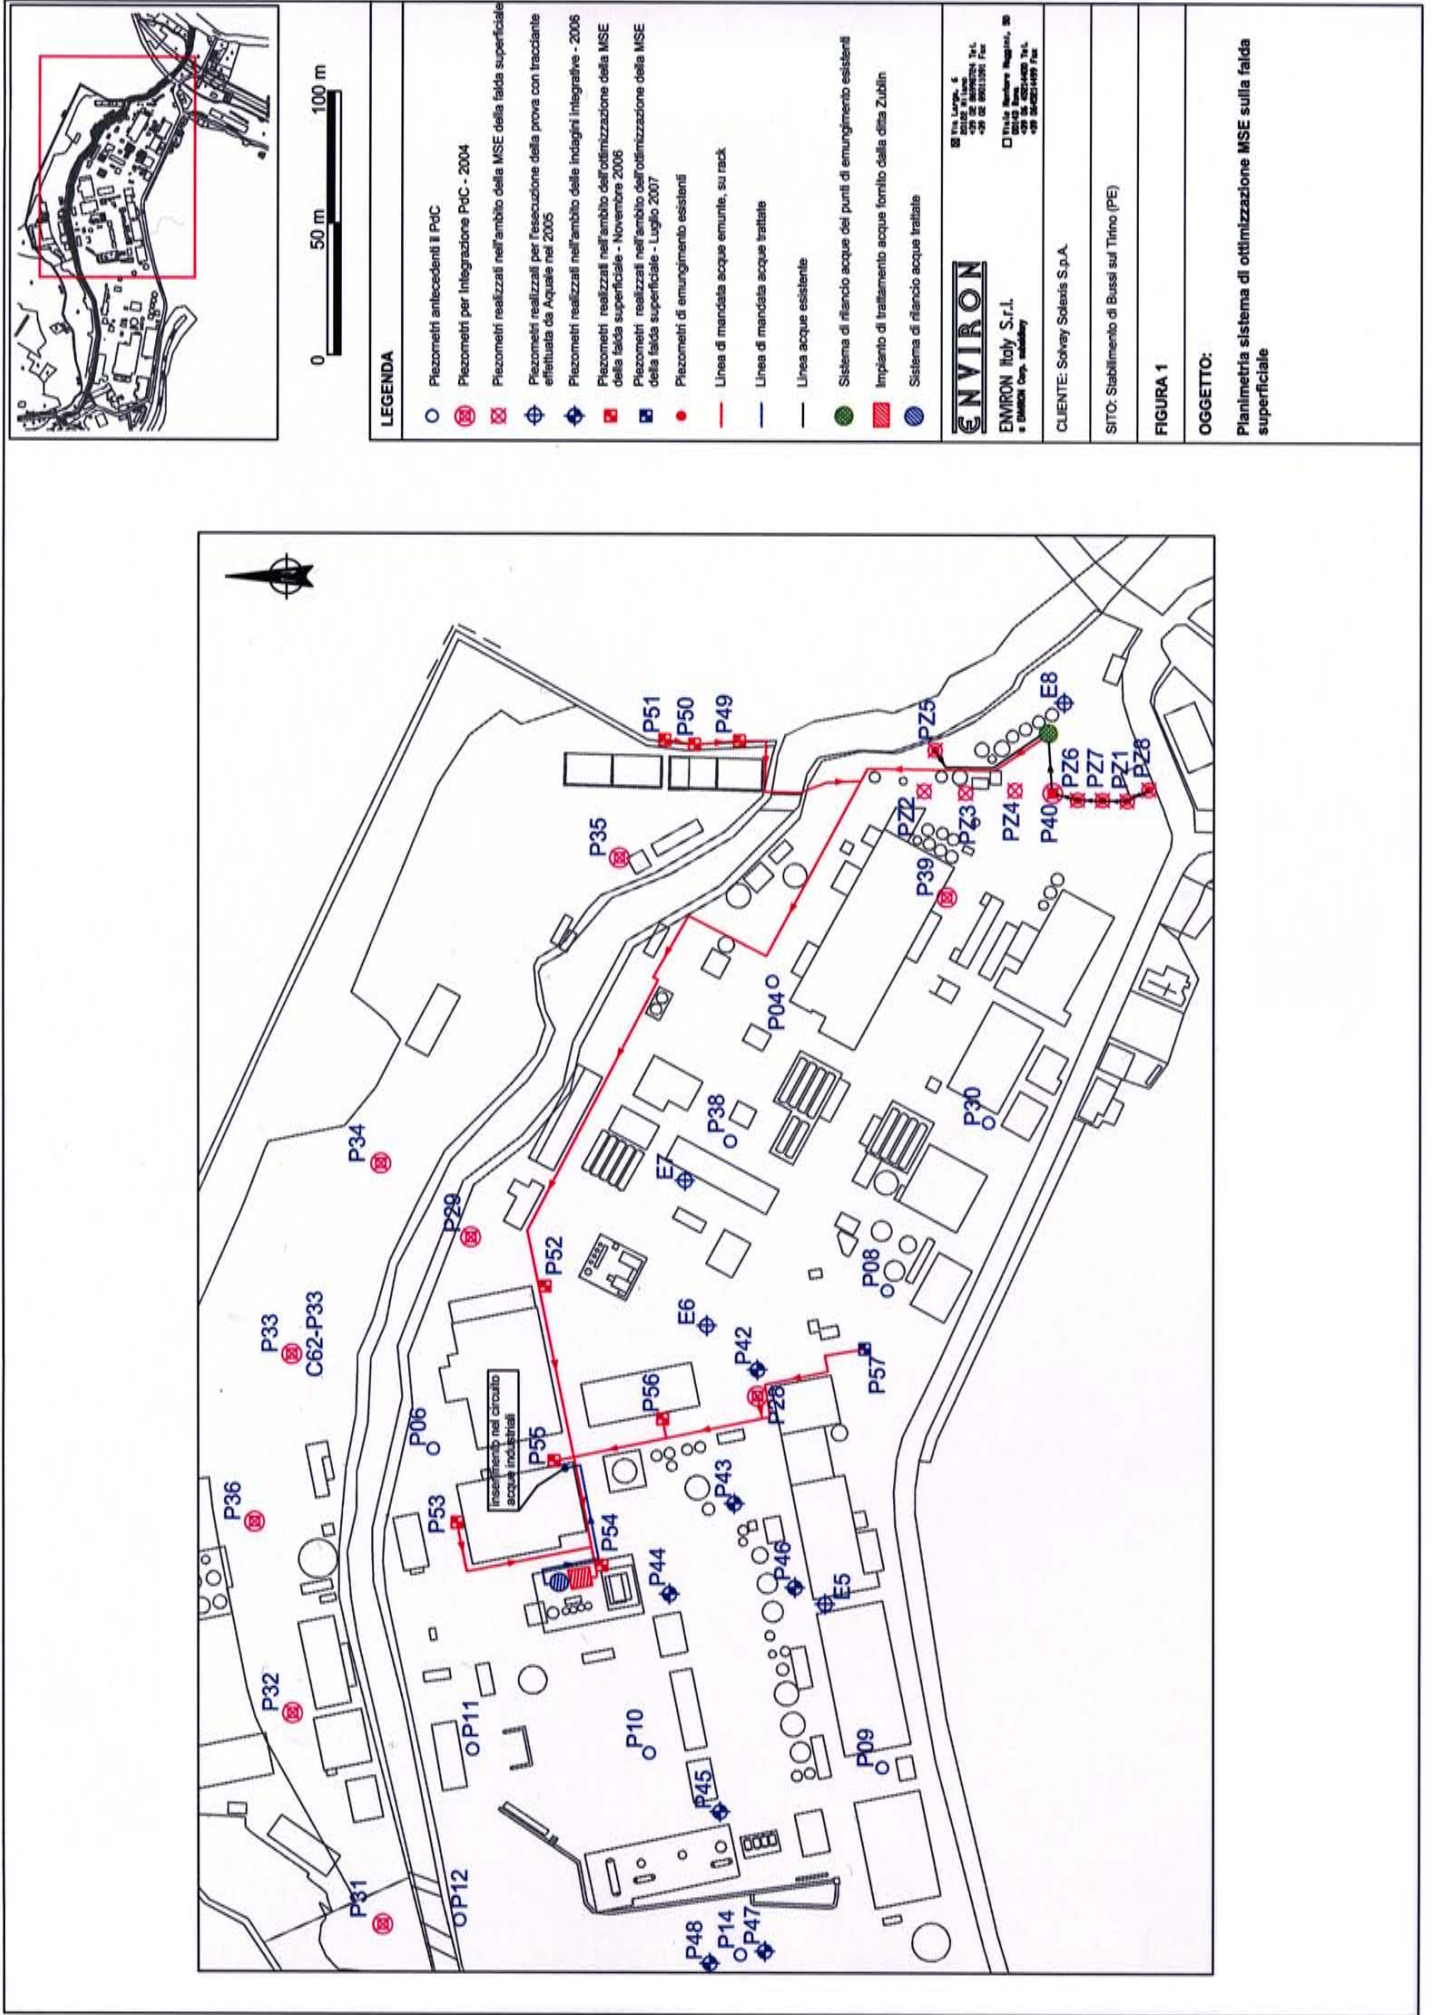 0
50 m
100 m
LEGENDA
Piezometri antecedenti il PdC
Piezometri per Integrazione PdC - 2004
Piezometri realizzati nell'ambito della MSE della falda superficiale
Piezometri realizzati per l'esecuzione della prova con tracciante
effettuata da Aquale nel 2005
Piezometri realizzati nell'ambito delle indagini integrative - 2006
Piezometri realizzati nell'ambito dell'ottimizzazione della MSE
della falda superficiale - Novembre 2006
Piezometri realizzati nell'ambito dell'ottimizzazione della MSE
della falda superficiale - Luglio 2007
Piezometri di emungimento esistenti
Linea di mandata acque emunte, su rack
Linea di mandata acque trattate
Linea acque esistente
Sistema di rilancio acque dei punti di emungimento esistenti
Impianto di trattamento acque fornito dalla ditta Zublin
Sistema di rilancio acque trattate
ENVIRON
ENVIRON Italy S.r.l.
Via Largo, 6
CLIENTE: Solvay Solexis S.p.A.
SITO: Stabilimento di Bussi sul Tirino (PE)
FIGURA 1
OGGETTO:
Planimetria sistema di ottimizzazione MSE sulla falda
superficiale
P51
P50
P49
P35
PZ5
E8
PZ2
PZ3
PZ4
P40
PZ6
PZ7
PZ1
PZ8
P39
P04
P34
P38
E7
P30
P29
P52
P33
C62-P33
E6
P08
P42
P28
P57
P56
P06
P55
inserimento nel circuito
acque industriali
P36
P53
P54
P43
P44
P46
E5
P32
P11
P10
P45
P09
P31
P12
P48
P14
P47